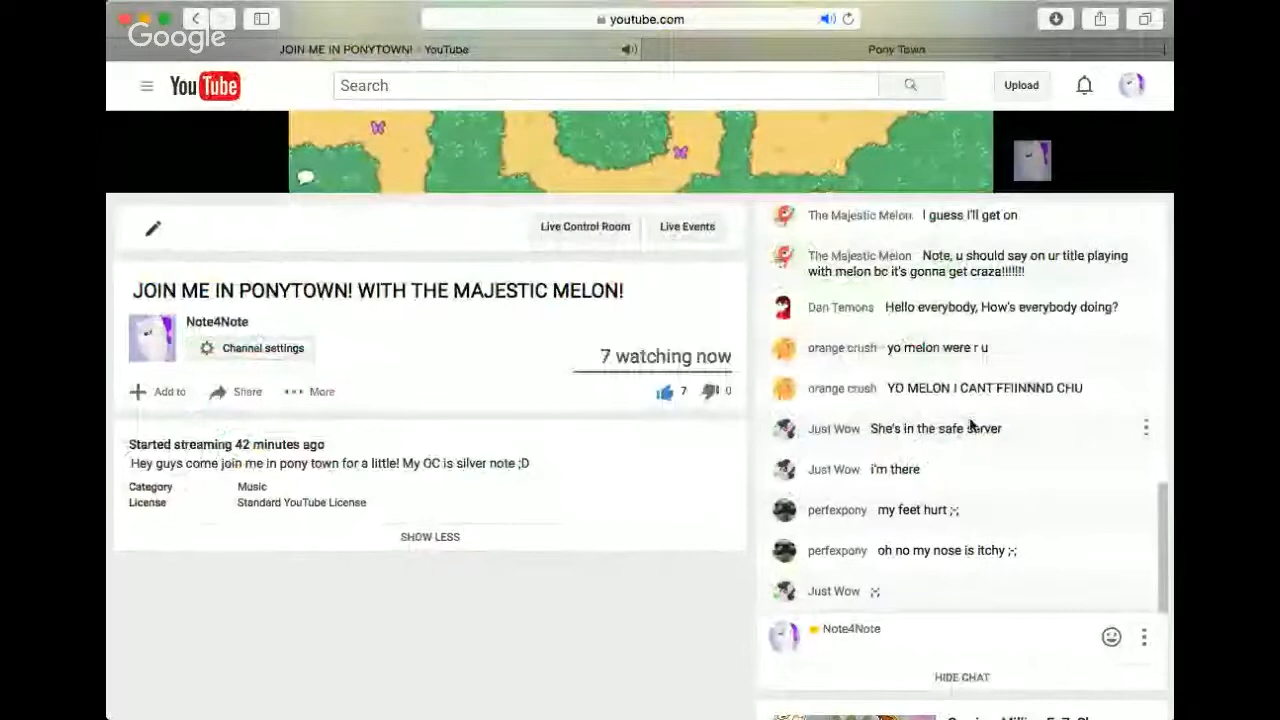 Google
youtube.com
JOIN ME IN PONYTOWN! - YouTube
Pony Town
YouTube
Search
Upload
Live Control Room
Live Events
JOIN ME IN PONYTOWN! WITH THE MAJESTIC MELON!
Note4Note
Channel settings
7 watching now
Add to
Share
More
7
0
Started streaming 42 minutes ago
Hey guys come join me in pony town for a little! My OC is silver note ;D
Category Music
License Standard YouTube License
SHOW LESS
The Majestic Melon I guess I'll get on
The Majestic Melon Note, u should say on ur title playing
with melon bc it's gonna get craza!!!!!!!
Dan Temons Hello everybody, How's everybody doing?
orange crush yo melon were r u
orange crush YO MELON I CANT FFIINNND CHU
Just Wow She's in the safe server
Just Wow i'm there
perfexpony my feet hurt ;-;
perfexpony oh no my nose is itchy ;-;
Just Wow ;-;
Note4Note
HIDE CHAT